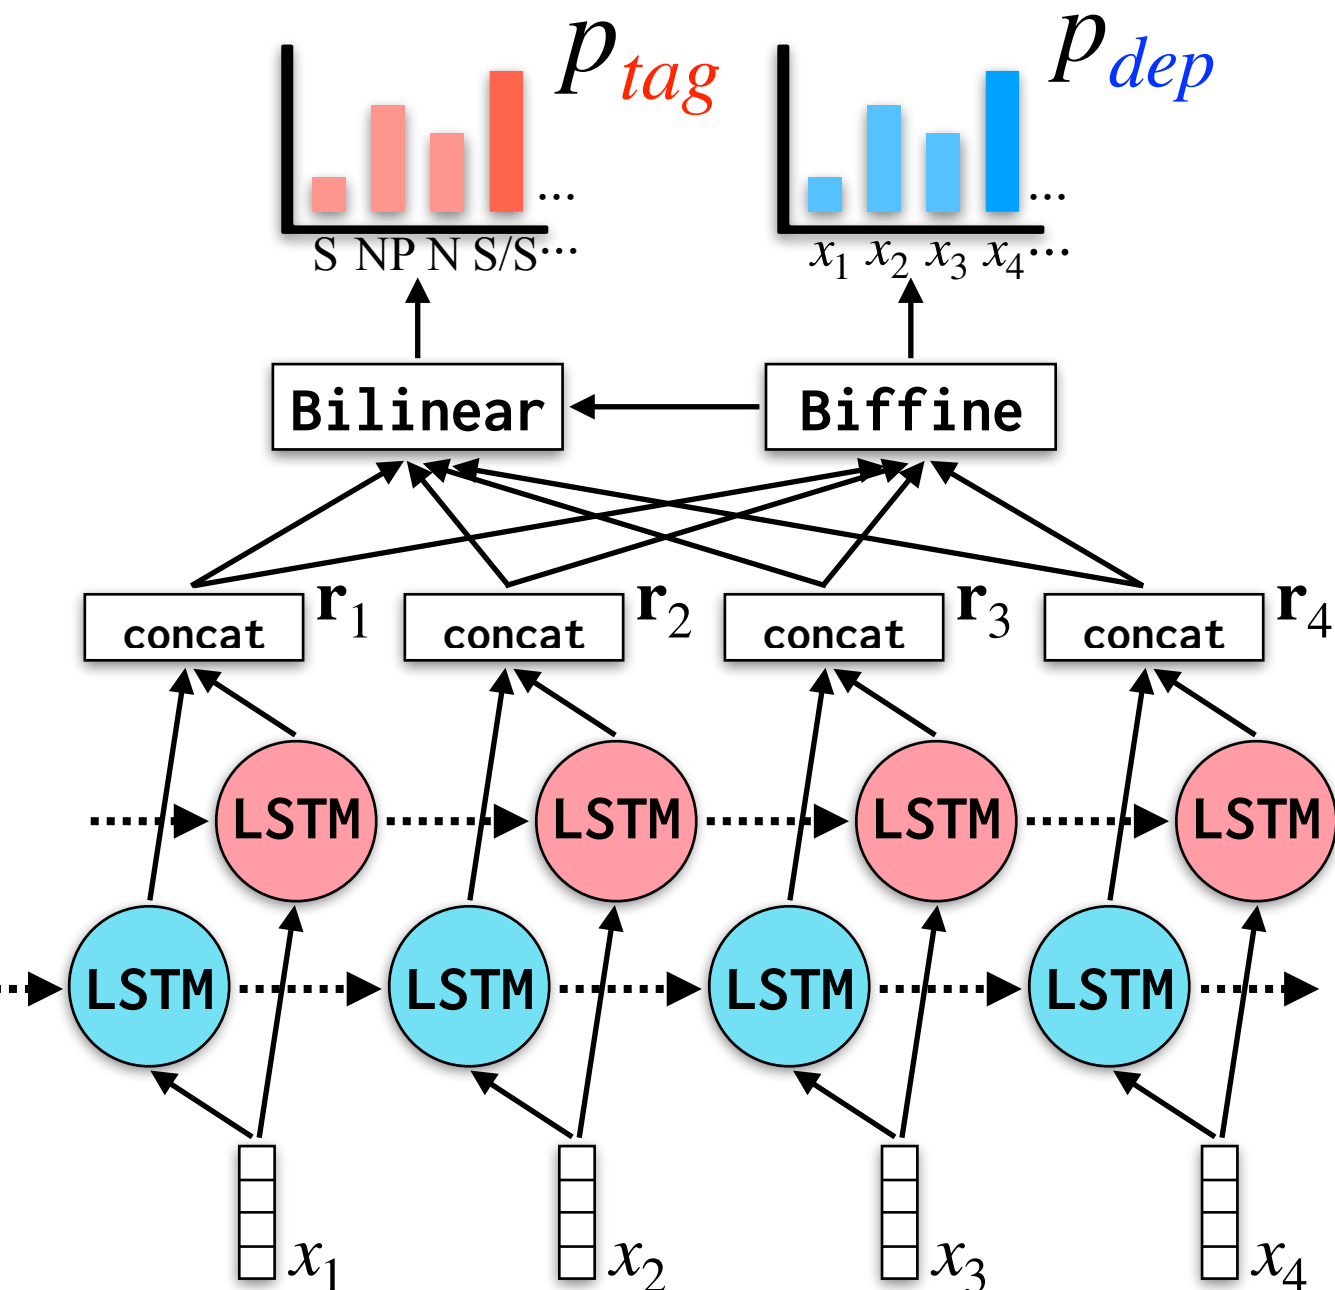 p_tag p_dep
... ...
S NP N S/S... x1 x2 x3 x4...
Bilinear Biffine
concat r1 concat r2 concat r3 concat r4
LSTM LSTM LSTM LSTM
LSTM LSTM LSTM LSTM
x1 x2 x3 x4